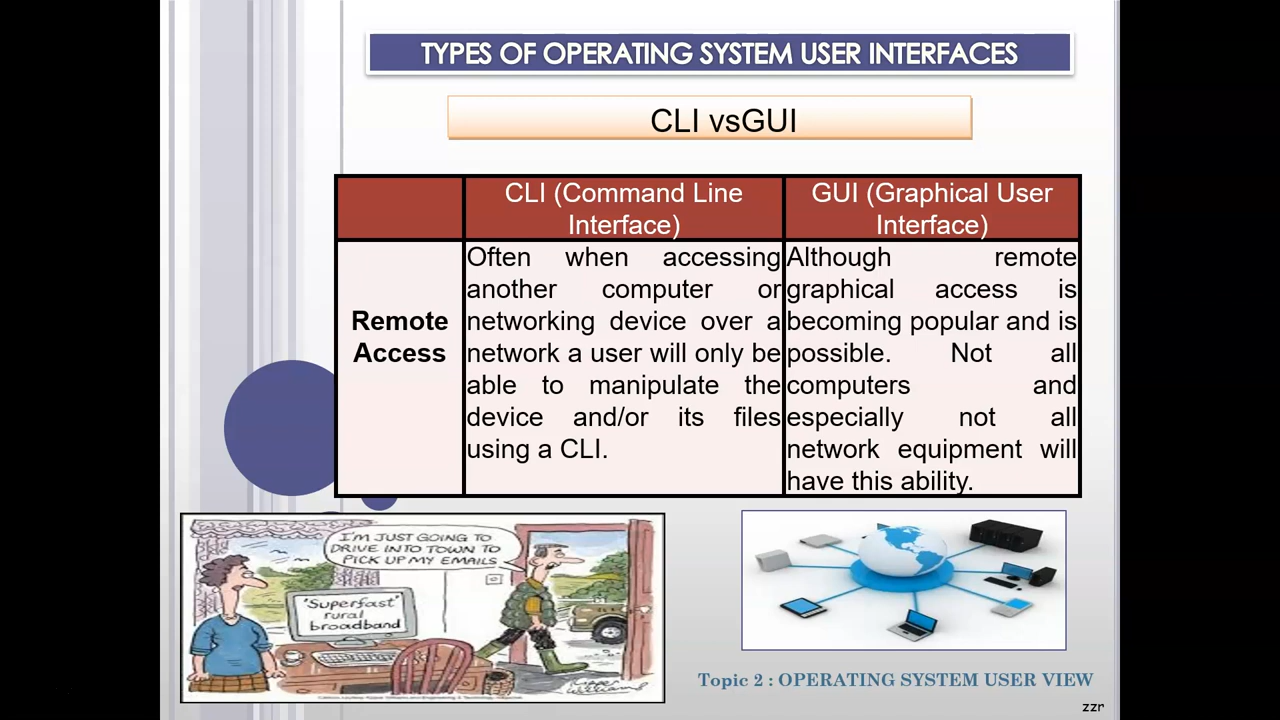 TYPES OF OPERATING SYSTEM USER INTERFACES
CLI vsGUI
CLI (Command Line
Interface)
GUI (Graphical User
Interface)
Remote
Access
Often when accessing
another computer or
networking device over a
network a user will only be
able to manipulate the
device and/or its files
using a CLI.
Although remote
graphical access is
becoming popular and is
possible. Not all
computers and
especially not all
network equipment will
have this ability.
I'M JUST GOING TO
DRIVE INTO TOWN TO
PICK UP MY EMAILS
'Superfast'
rural
broadband
Topic 2 : OPERATING SYSTEM USER VIEW
zzr